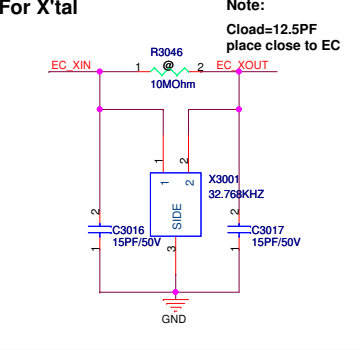 For X'tal
Note:
Cload=12.5PF
place close to EC
R3046
@
EC_XIN
1
2
EC_XOUT
10MOhm
1
2
1
2
X3001
32.768KHZ
SIDE
3
2
C3016
15PF/50V
1
2
C3017
15PF/50V
1
GND